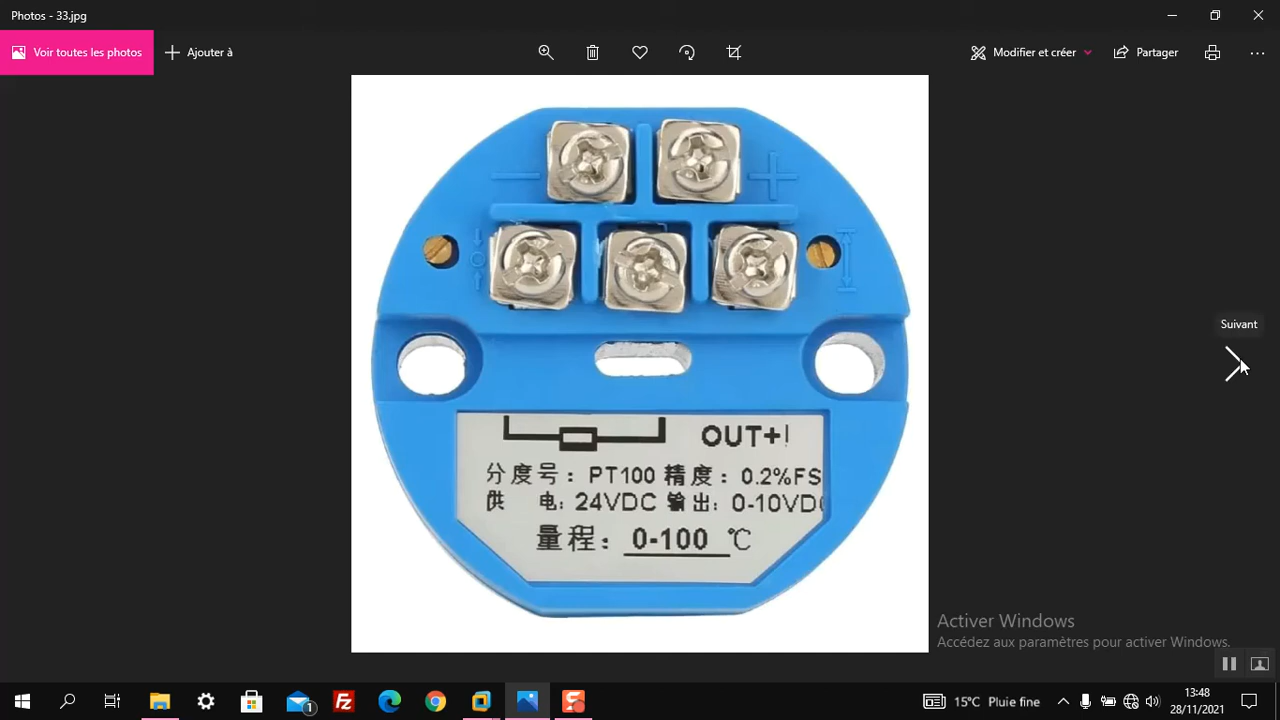 Photos - 33.jpg
Voir toutes les photos
Ajouter à
Modifier et créer
Partager
− +
OUT+
分度号：PT100 精度：0.2%FS
供 电：24VDC 输出：0-10VDC
量程：0-100 ℃
Suivant
Activer Windows
Accédez aux paramètres pour activer Windows.
1
15°C Pluie fine
13:48
28/11/2021